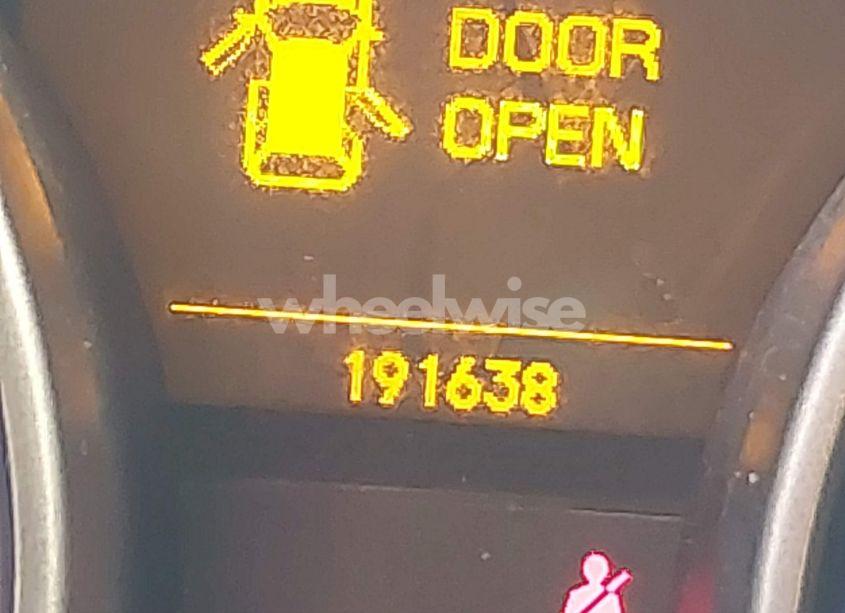 DOOR
OPEN
wheelwise
191638